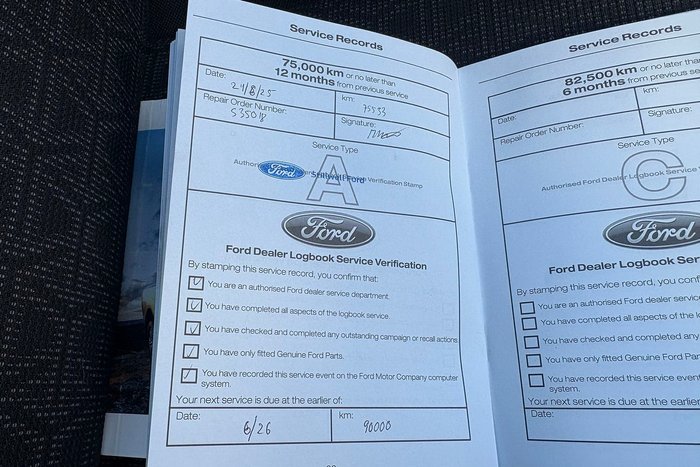 Service Records
75,000 km or no later than
12 months from previous service
Date: 21/8/25
km: 75533
Repair Order Number:
Signature:
Service Type
A
Authorised Ford Dealer Logbook Service Verification Stamp
Ford Stillwell Ford
Ford
Ford Dealer Logbook Service Verification
By stamping this service record, you confirm that:
You are an authorised Ford dealer service department.
You have completed all aspects of the logbook service.
You have checked and completed any outstanding campaign or recall actions
You have only fitted Genuine Ford Parts.
You have recorded this service event on the Ford Motor Company computer
system.
Your next service is due at the earlier of:
Date: 6/26
km: 90000
Service Records
82,500 km or no later than
6 months from previous service
Date:
km:
Repair Order Number:
Signature:
Service Type
C
Authorised Ford Dealer Logbook Service
Ford
Ford Dealer Logbook Ser
By stamping this service record, you confi
You are an authorised Ford dealer service
You have completed all aspects of the lo
You have checked and completed any
You have only fitted Genuine Ford Par
You have recorded this service event
system.
Your next service is due at the earlier
Date: